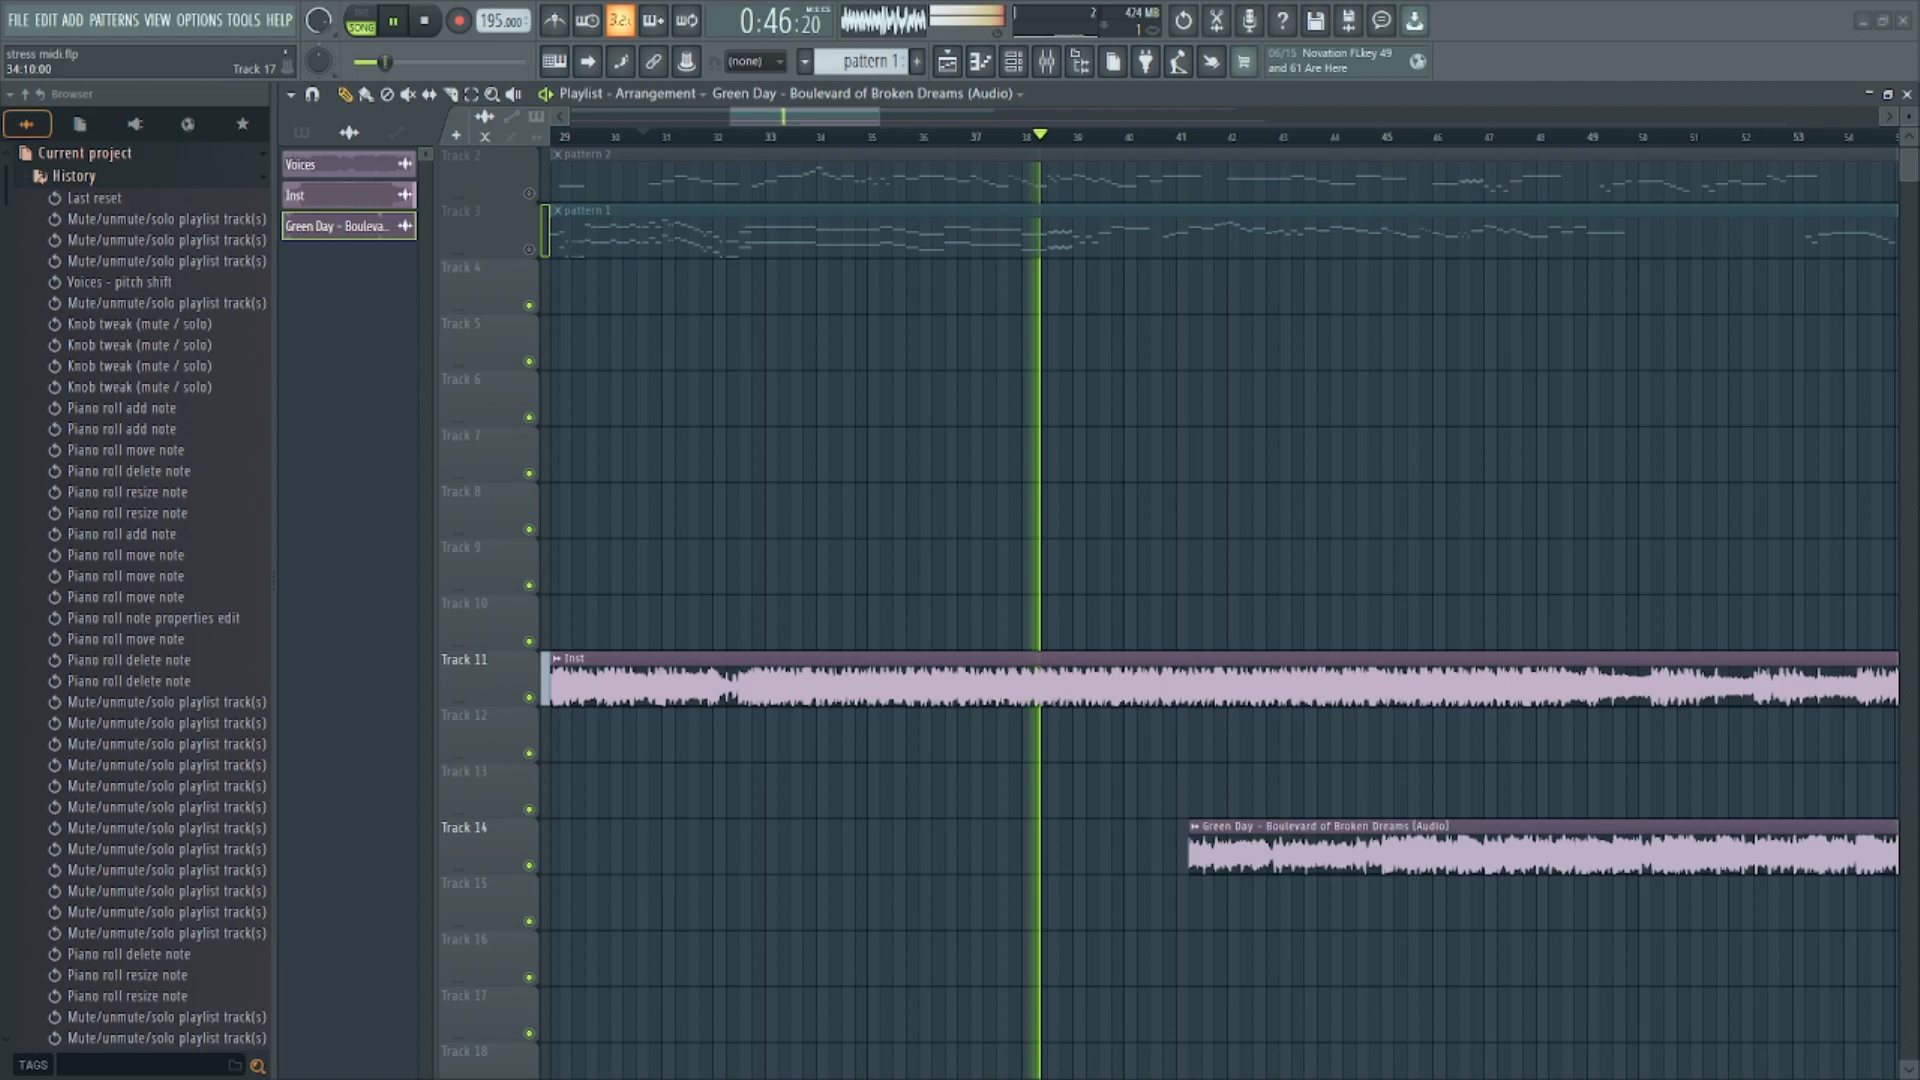 FILE EDIT ADD PATTERNS VIEW OPTIONS TOOLS HELP
PAT
SONG
195.000
3.2.
0:46:20
M:S:CS
2
424 MB
1
stress midi.flp
34:10:00
Track 17
(none)
pattern 1
06/15 Novation FLkey 49
and 61 Are Here
Browser
Playlist - Arrangement - Green Day - Boulevard of Broken Dreams (Audio)
Current project
History
Last reset
Mute/unmute/solo playlist track(s)
Mute/unmute/solo playlist track(s)
Mute/unmute/solo playlist track(s)
Voices - pitch shift
Mute/unmute/solo playlist track(s)
Knob tweak (mute / solo)
Knob tweak (mute / solo)
Knob tweak (mute / solo)
Knob tweak (mute / solo)
Piano roll add note
Piano roll add note
Piano roll move note
Piano roll delete note
Piano roll resize note
Piano roll resize note
Piano roll add note
Piano roll move note
Piano roll move note
Piano roll move note
Piano roll note properties edit
Piano roll move note
Piano roll delete note
Piano roll delete note
Mute/unmute/solo playlist track(s)
Mute/unmute/solo playlist track(s)
Mute/unmute/solo playlist track(s)
Mute/unmute/solo playlist track(s)
Mute/unmute/solo playlist track(s)
Mute/unmute/solo playlist track(s)
Mute/unmute/solo playlist track(s)
Mute/unmute/solo playlist track(s)
Mute/unmute/solo playlist track(s)
Mute/unmute/solo playlist track(s)
Mute/unmute/solo playlist track(s)
Mute/unmute/solo playlist track(s)
Piano roll delete note
Piano roll resize note
Piano roll resize note
Mute/unmute/solo playlist track(s)
Mute/unmute/solo playlist track(s)
TAGS
Voices
Inst
Green Day - Bouleva...
29 30 31 32 33 34 35 36 37 38 39 40 41 42 43 44 45 46 47 48 49 50 51 52 53 54
Track 2
pattern 2
Track 3
pattern 1
Track 4
Track 5
Track 6
Track 7
Track 8
Track 9
Track 10
Track 11
Inst
Track 12
Track 13
Track 14
Green Day - Boulevard of Broken Dreams (Audio)
Track 15
Track 16
Track 17
Track 18